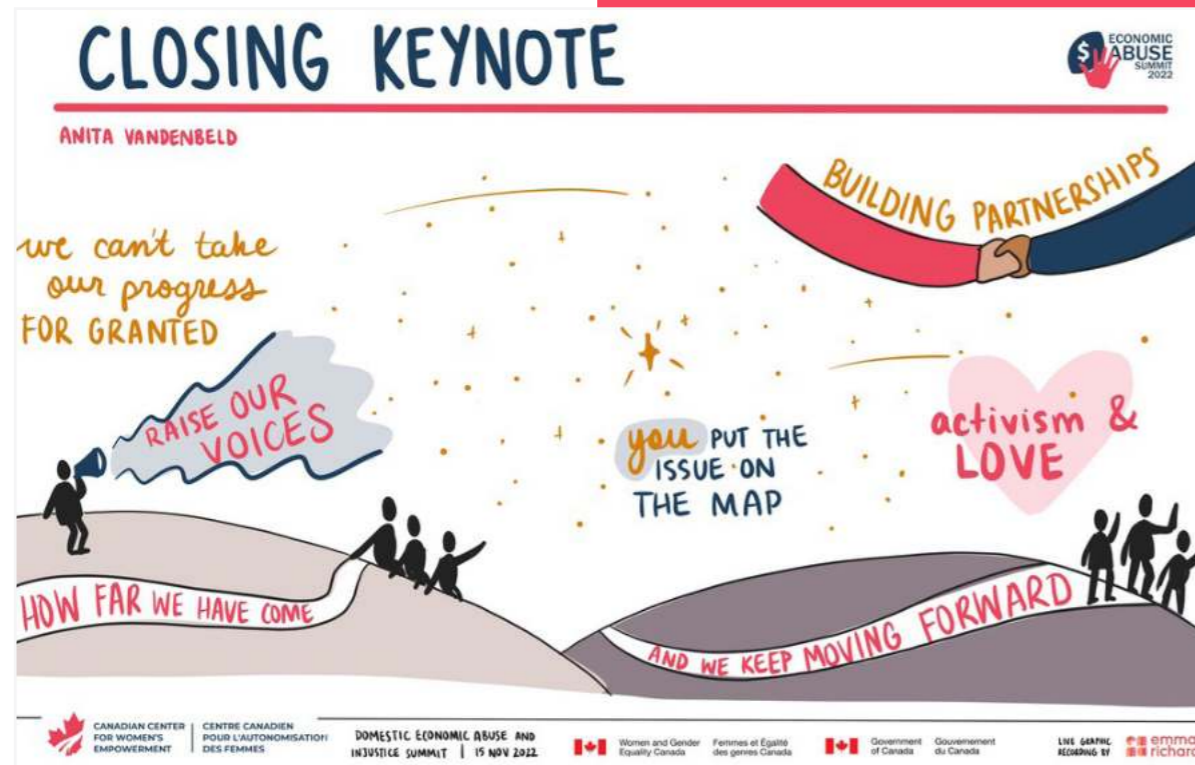 CLOSING KEYNOTE
$
ECONOMIC
ABUSE
SUMMIT
2022
ANITA VANDENBELD
BUILDING PARTNERSHIPS
we can't take
our progress
FOR GRANTED
RAISE OUR
VOICES
you PUT THE
ISSUE ON
THE MAP
activism &
LOVE
HOW FAR WE HAVE COME
AND WE KEEP MOVING FORWARD
CANADIAN CENTER
FOR WOMEN'S
EMPOWERMENT
CENTRE CANADIEN
POUR L'AUTONOMISATION
DES FEMMES
DOMESTIC ECONOMIC ABUSE AND
INJUSTICE SUMMIT | 15 NOV 2022
Women and Gender
Equality Canada
Femmes et Égalité
des genres Canada
Government
of Canada
Gouvernement
du Canada
LIVE GRAPHIC
RECORDING BY
emma
richard